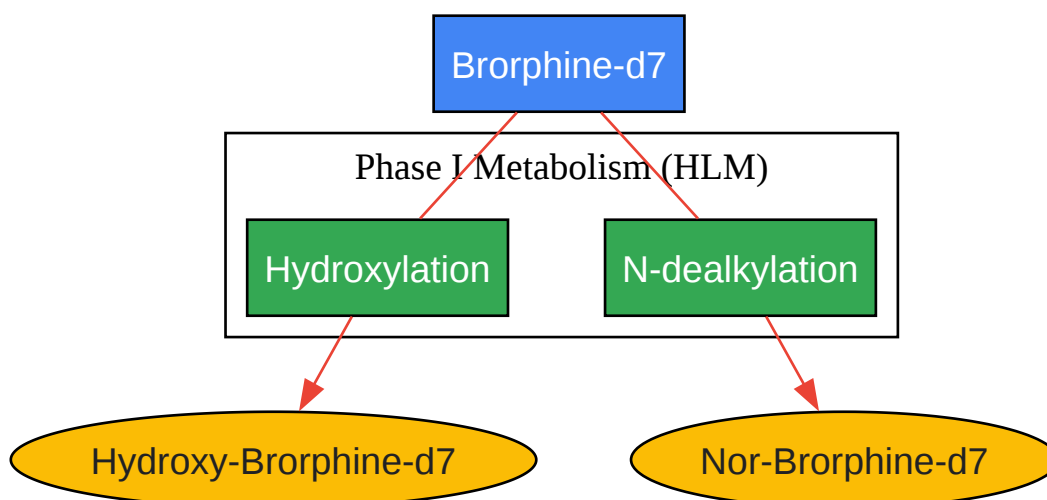 Brorphine-d7
Phase I Metabolism (HLM)
Hydroxylation
N-dealkylation
Hydroxy-Brorphine-d7
Nor-Brorphine-d7